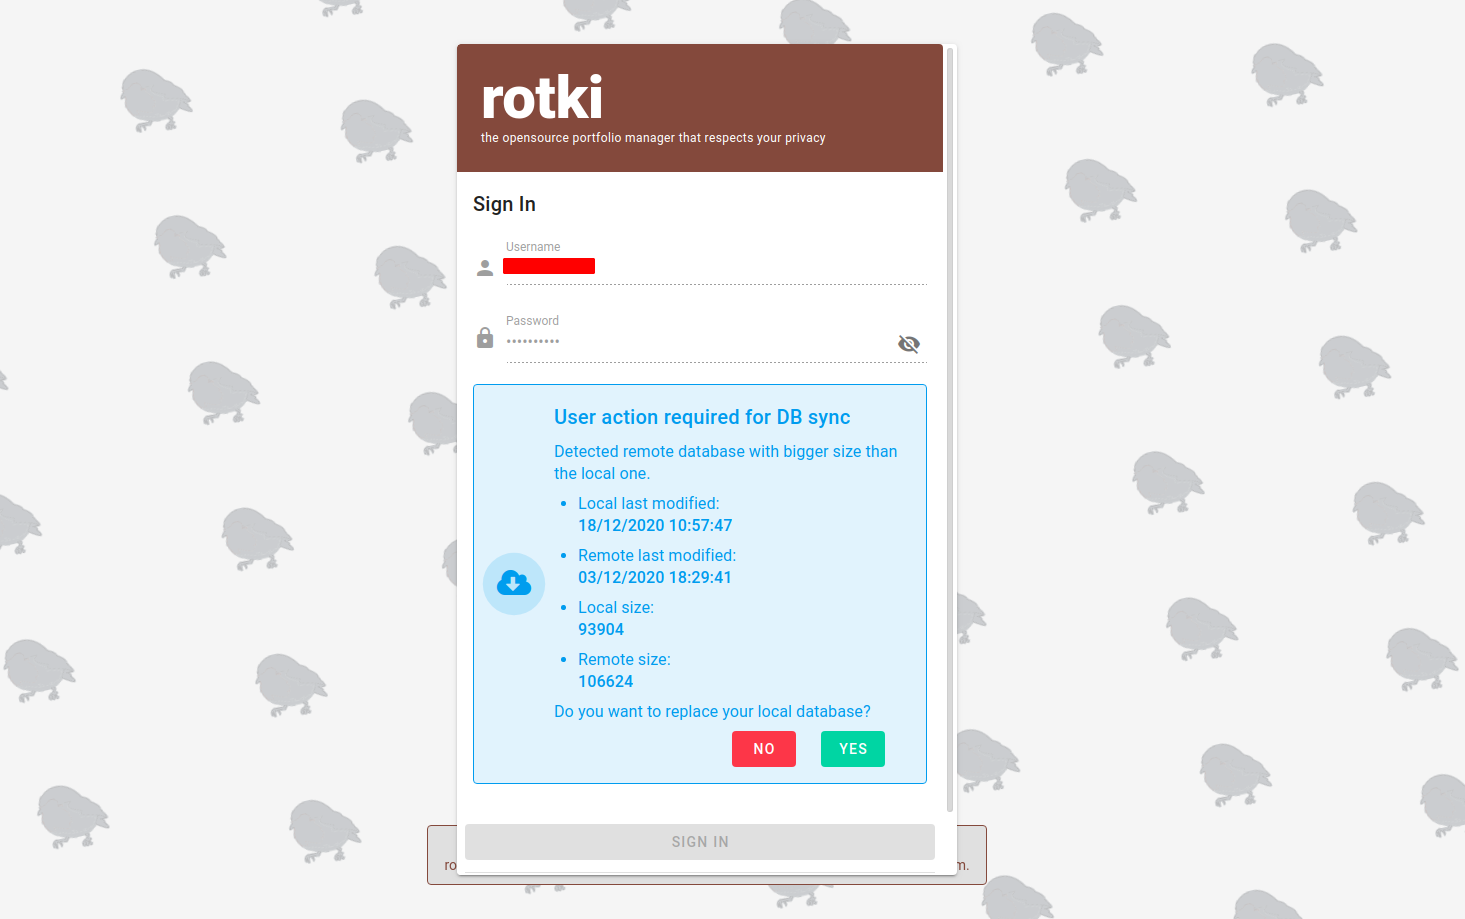 rotki
the opensource portfolio manager that respects your privacy
Sign In
Username
Password
User action required for DB sync
Detected remote database with bigger size than
the local one.
Local last modified:
18/12/2020 10:57:47
Remote last modified:
03/12/2020 18:29:41
Local size:
93904
Remote size:
106624
Do you want to replace your local database?
NO YES
SIGN IN